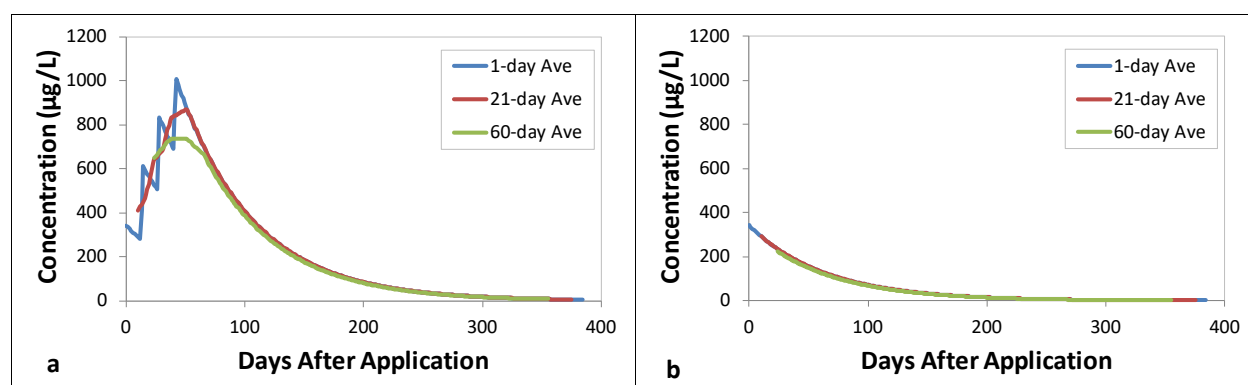 1200
1000
800
600
400
200
0
Concentration (µg/L)
1-day Ave
21-day Ave
60-day Ave
0 100 200 300 400
Days After Application
a
1200
1000
800
600
400
200
0
Concentration (µg/L)
1-day Ave
21-day Ave
60-day Ave
0 100 200 300 400
Days After Application
b